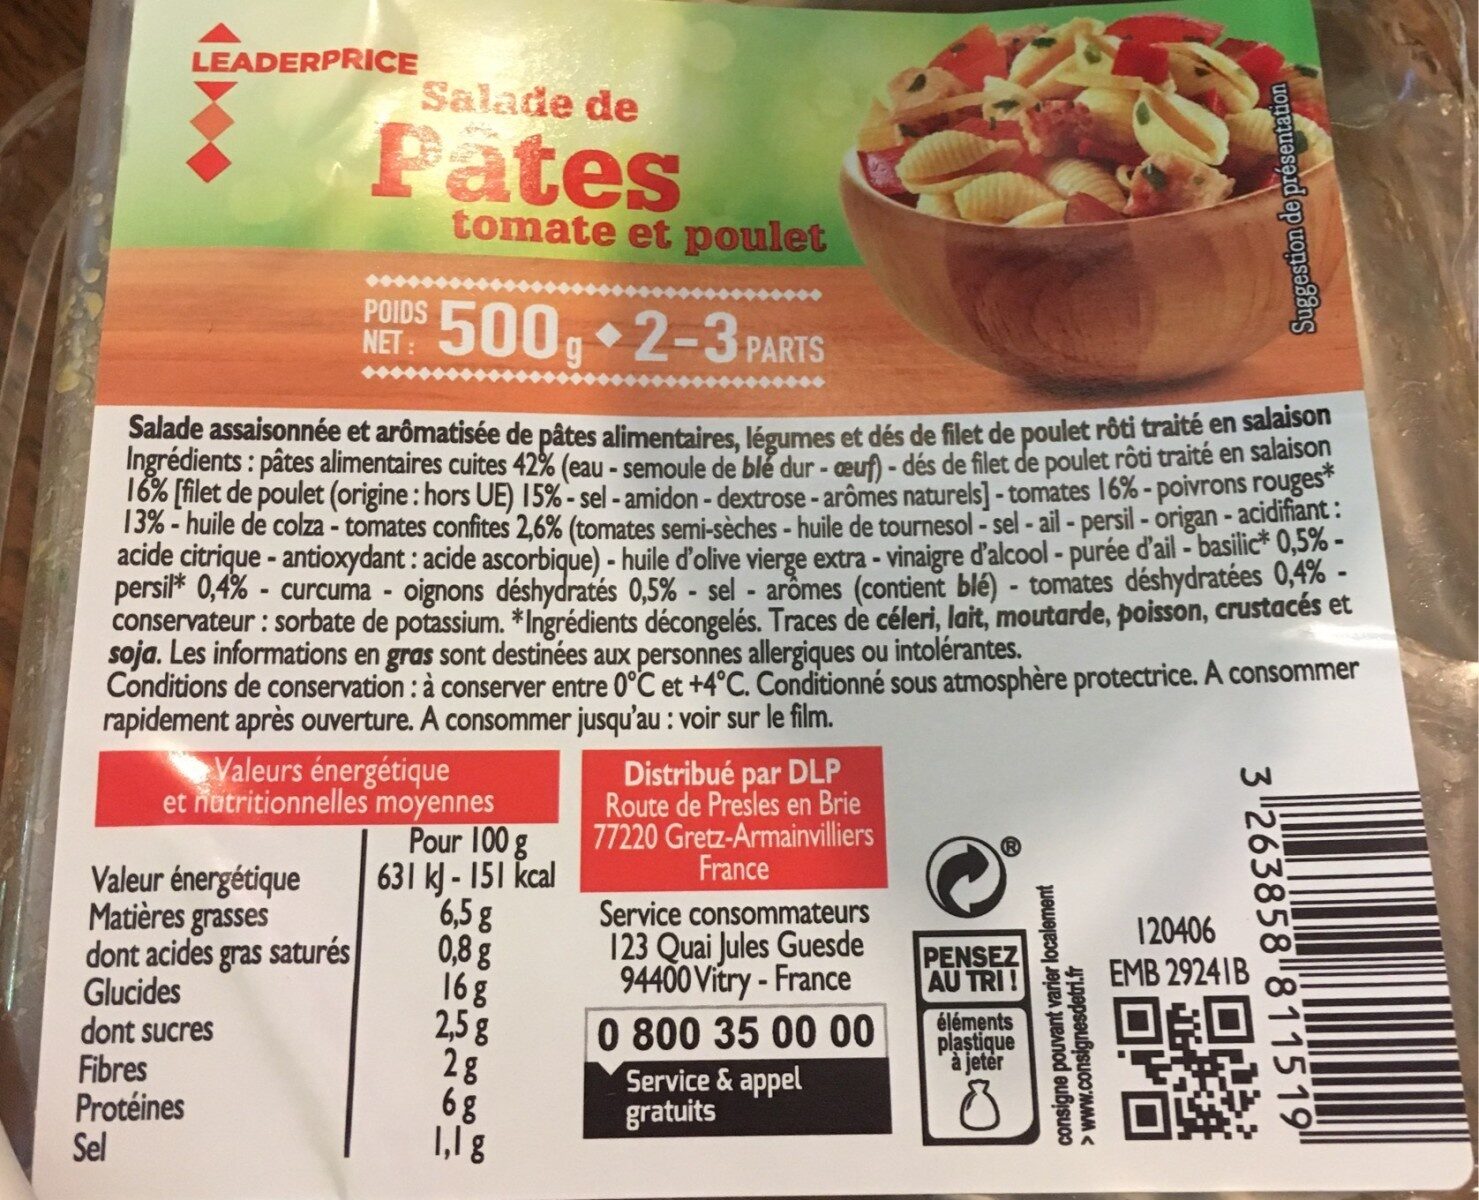 LEADERPRICE
Salade de
Pâtes
tomate et poulet
POIDS
NET : 500g ◆ 2-3 PARTS
Suggestion de présentation
Salade assaisonnée et arômatisée de pâtes alimentaires, légumes et dés de filet de poulet rôti traité en salaison
Ingrédients : pâtes alimentaires cuites 42% (eau - semoule de blé dur - œuf) - dés de filet de poulet rôti traité en salaison
16% [filet de poulet (origine : hors UE) 15% - sel - amidon - dextrose - arômes naturels] - tomates 16% - poivrons rouges*
13% - huile de colza - tomates confites 2,6% (tomates semi-sèches - huile de tournesol - sel - ail - persil - origan - acidifiant :
acide citrique - antioxydant : acide ascorbique) - huile d'olive vierge extra - vinaigre d'alcool - purée d'ail - basilic* 0,5% -
persil* 0,4% - curcuma - oignons déshydratés 0,5% - sel - arômes (contient blé) - tomates déshydratées 0,4% -
conservateur : sorbate de potassium. *Ingrédients décongelés. Traces de céleri, lait, moutarde, poisson, crustacés et
soja. Les informations en gras sont destinées aux personnes allergiques ou intolérantes.
Conditions de conservation : à conserver entre 0°C et +4°C. Conditionné sous atmosphère protectrice. A consommer
rapidement après ouverture. A consommer jusqu'au : voir sur le film.
Valeurs énergétique
et nutritionnelles moyennes
Pour 100 g
Valeur énergétique 631 kJ - 151 kcal
Matières grasses 6,5 g
dont acides gras saturés 0,8 g
Glucides 16 g
dont sucres 2,5 g
Fibres 2 g
Protéines 6 g
Sel 1,1 g
Distribué par DLP
Route de Presles en Brie
77220 Gretz-Armainvilliers
France
Service consommateurs
123 Quai Jules Guesde
94400 Vitry - France
0 800 35 00 00
Service & appel
gratuits
®
PENSEZ
AU TRI !
éléments
plastique
à jeter
consigne pouvant varier localement
> www.consignesdetri.fr
120406
EMB 29241B
3 263858 811519